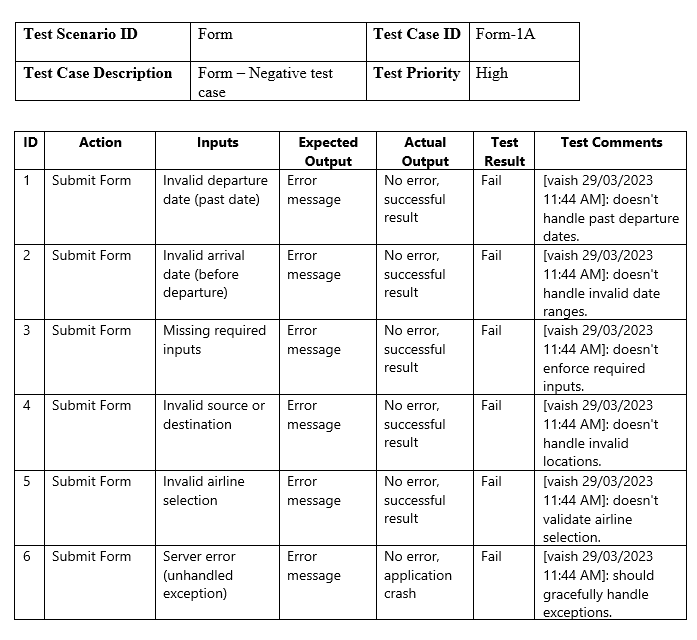 Test Scenario ID Form Test Case ID Form-1A
Test Case Description Form – Negative test Test Priority High
case
ID Action Inputs Expected Actual Test Test Comments
Output Output Result
1 Submit Form Invalid departure Error No error, Fail [vaish 29/03/2023
date (past date) message successful 11:44 AM]: doesn't
result handle past departure
dates.
2 Submit Form Invalid arrival Error No error, Fail [vaish 29/03/2023
date (before message successful 11:44 AM]: doesn't
departure) result handle invalid date
ranges.
3 Submit Form Missing required Error No error, Fail [vaish 29/03/2023
inputs message successful 11:44 AM]: doesn't
result enforce required
inputs.
4 Submit Form Invalid source or Error No error, Fail [vaish 29/03/2023
destination message successful 11:44 AM]: doesn't
result handle invalid
locations.
5 Submit Form Invalid airline Error No error, Fail [vaish 29/03/2023
selection message successful 11:44 AM]: doesn't
result validate airline
selection.
6 Submit Form Server error Error No error, Fail [vaish 29/03/2023
(unhandled message application 11:44 AM]: should
exception) crash gracefully handle
exceptions.